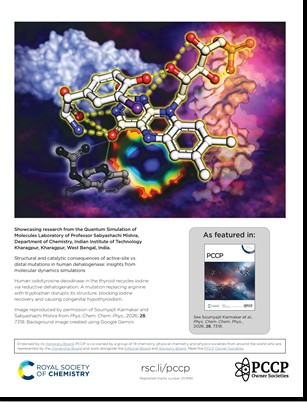 Showcasing research from the Quantum Simulation of
Molecules Laboratory of Professor Sabyashachi Mishra,
Department of Chemistry, Indian Institute of Technology
Kharagpur, Kharagpur, West Bengal, India.
Structural and catalytic consequences of active-site vs
distal mutations in human dehalogenase: insights from
molecular dynamics simulations
Human iodotyrosine deiodinase in the thyroid recycles iodine
via reductive dehalogenation. A mutation replacing arginine
with tryptophan disrupts its structure, blocking iodine
recovery and causing congenital hypothyroidism.
Image reproduced by permission of Soumyajit Karmakar and
Sabyashachi Mishra from Phys. Chem. Chem. Phys., 2026, 28,
7318. Background image created using Google Gemini.
As featured in:
PCCP
See Soumyajit Karmakar et al.,
Phys. Chem. Chem. Phys.,
2026, 28, 7318.
ROYAL SOCIETY
OF CHEMISTRY
rsc.li/pccp
Registered charity number: 207890
PCCP
Owner Societies